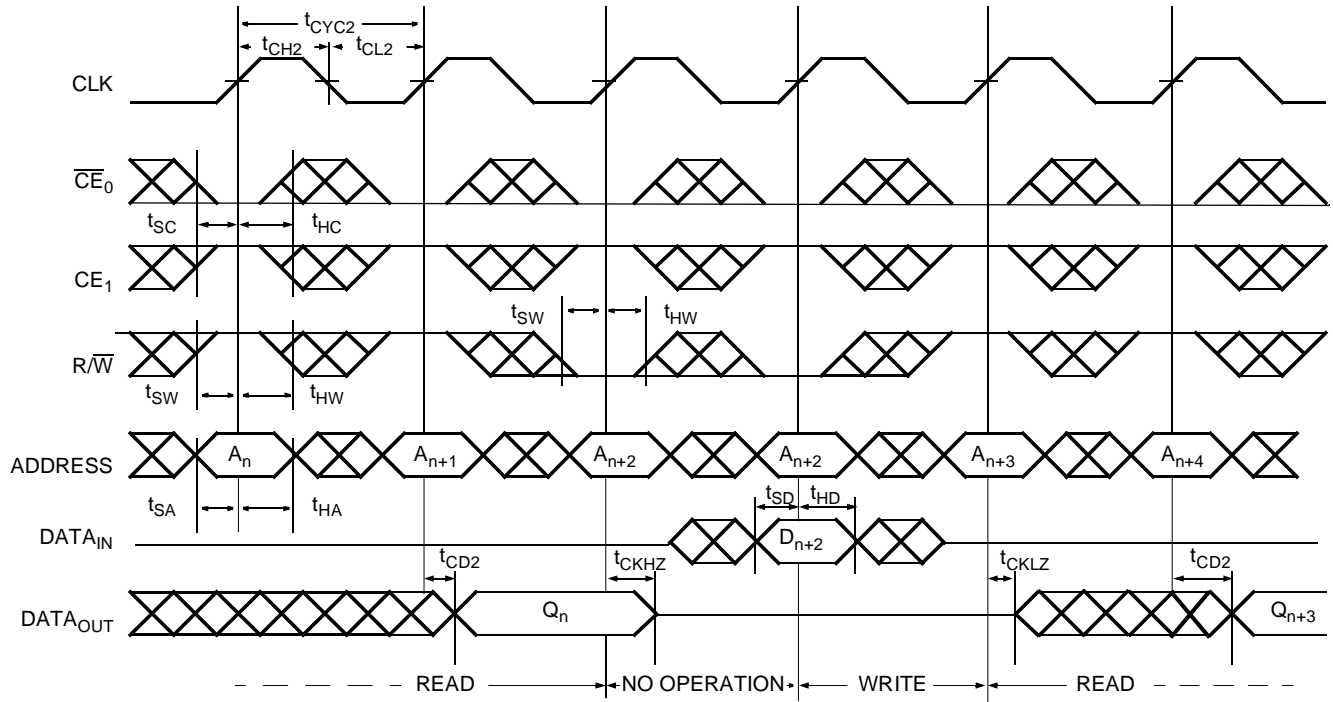 tCYC2
tCH2 tCL2
CLK
CE0
tSC tHC
CE1
tSW tHW
R/W
tSW tHW
ADDRESS An An+1 An+2 An+2 An+3 An+4
tSA tHA tSD tHD
DATAIN Dn+2
tCD2 tCKHZ tCKLZ tCD2
DATAOUT Qn Qn+3
READ NO OPERATION WRITE READ